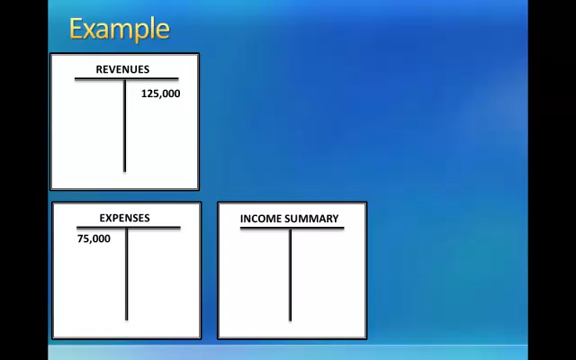 Example
REVENUES
125,000
EXPENSES
75,000
INCOME SUMMARY